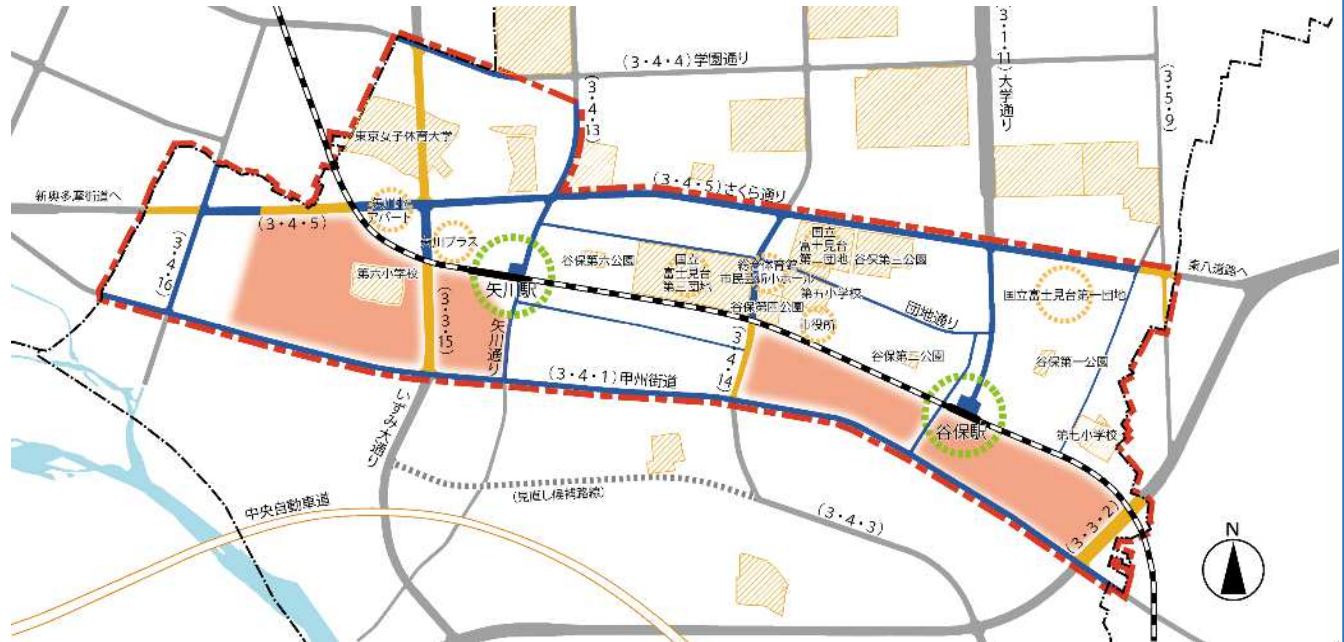 (3・4・4)学園通り
(3・1・11)大学通り
(3・5・9)
(3・4・13)
東京女子体育大学
新奥多摩街道へ
(3・4・5)
アパート
矢川プラス
(3・4・5)さくら通り
(3・4・16)
第六小学校
(3・3・15)
矢川駅
矢川通り
谷保第六公園
国立
富士見台
第三団地
国立
富士見台
第二団地
谷保第三公園
市民芸術小ホール
第五小学校
谷保第四公園
市役所
団地通り
国立富士見台第一団地
東八道路へ
谷保第二公園
谷保第一公園
3・4・14)
(3・4・1)甲州街道
谷保駅
第七小学校
いずみ大通り
(見直し候補路線)
中央自動車道
(3・4・3)
(3・3・2)
N